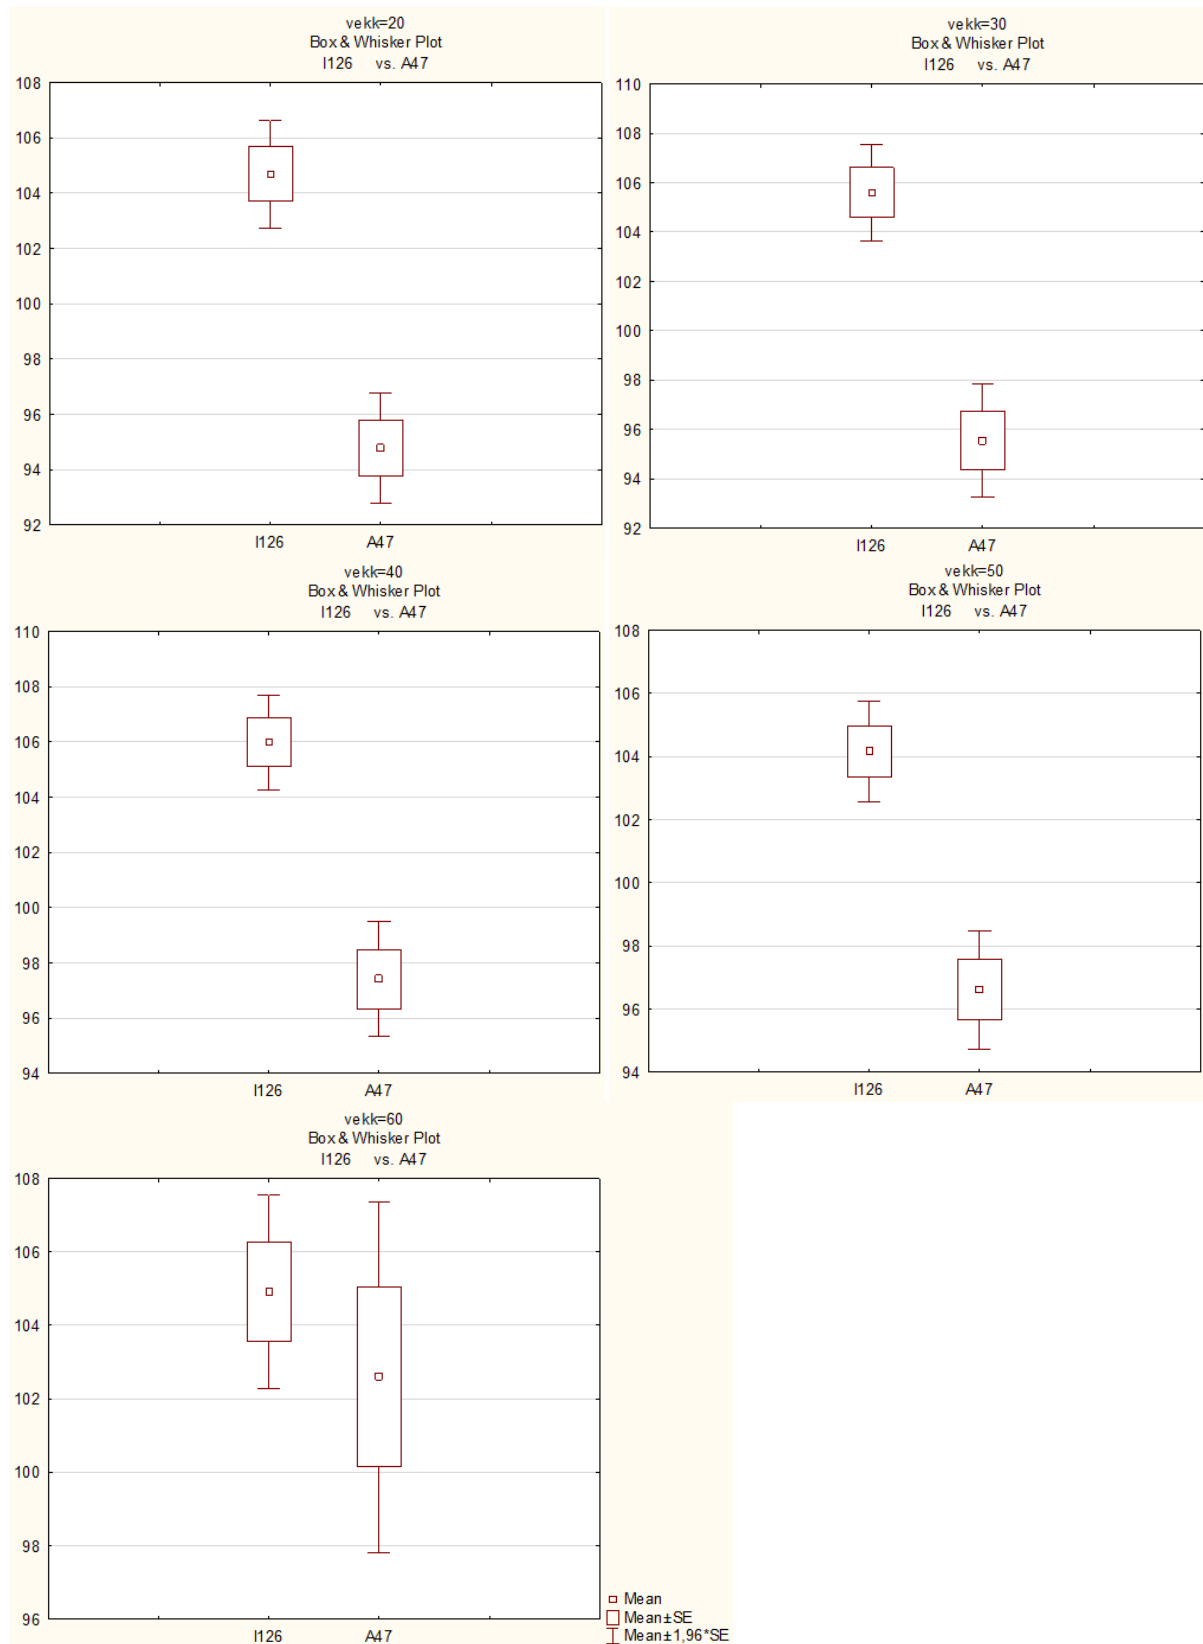 vekk=20
Box & Whisker Plot
I126 vs. A47
108
106
104
102
100
98
96
94
92
I126 A47
vekk=30
Box & Whisker Plot
I126 vs. A47
110
108
106
104
102
100
98
96
94
92
I126 A47
vekk=40
Box & Whisker Plot
I126 vs. A47
110
108
106
104
102
100
98
96
94
I126 A47
vekk=50
Box & Whisker Plot
I126 vs. A47
108
106
104
102
100
98
96
94
I126 A47
vekk=60
Box & Whisker Plot
I126 vs. A47
108
106
104
102
100
98
96
I126 A47
Mean
Mean±SE
Mean±1,96*SE